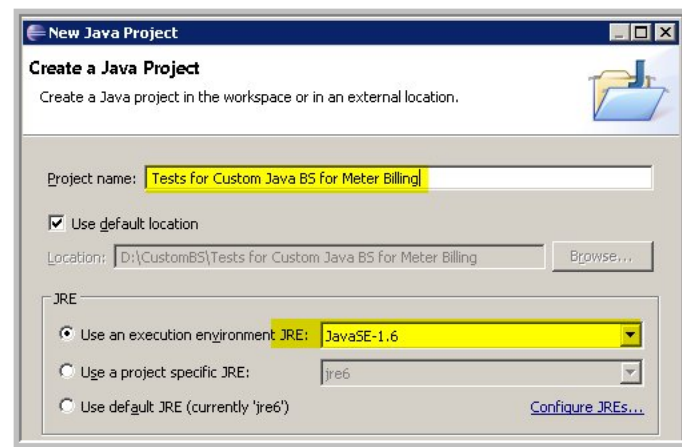 New Java Project
Create a Java Project
Create a Java project in the workspace or in an external location.
Project name: Tests for Custom Java BS for Meter Billing
Use default location
Location: D:\CustomBS\Tests for Custom Java BS for Meter Billing Browse...
JRE
Use an execution environment JRE: JavaSE-1.6
Use a project specific JRE: jre6
Use default JRE (currently 'jre6') Configure JREs...